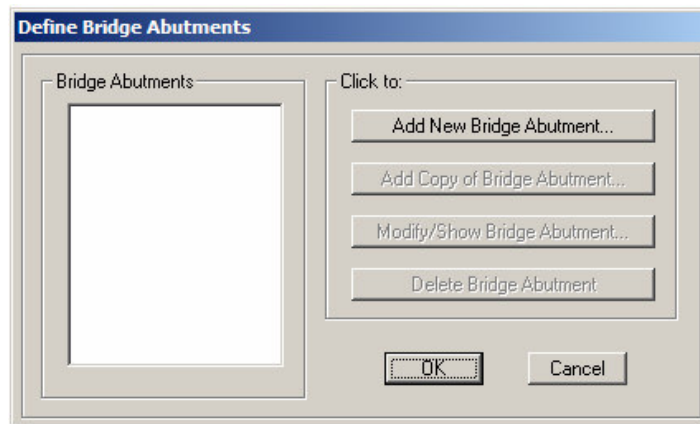 Define Bridge Abutments
Bridge Abutments
Click to:
Add New Bridge Abutment...
Add Copy of Bridge Abutment...
Modify/Show Bridge Abutment...
Delete Bridge Abutment
OK
Cancel